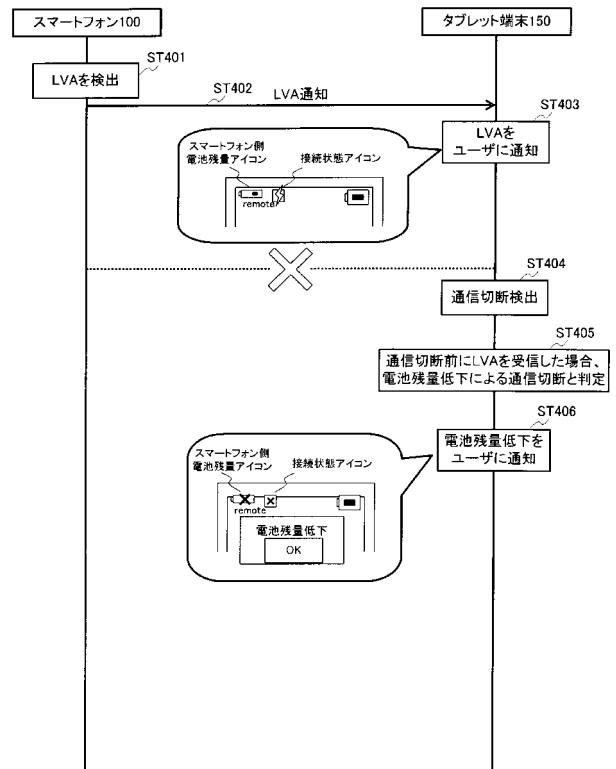 スマートフォン100
タブレット端末150
ST401
LVAを検出
ST402
LVA通知
ST403
LVAを
ユーザに通知
スマートフォン側
電池残量アイコン
接続状態アイコン
remote
ST404
通信切断検出
ST405
通信切断前にLVAを受信した場合、
電池残量低下による通信切断と判定
ST406
電池残量低下を
ユーザに通知
スマートフォン側
電池残量アイコン
接続状態アイコン
remote
電池残量低下
OK